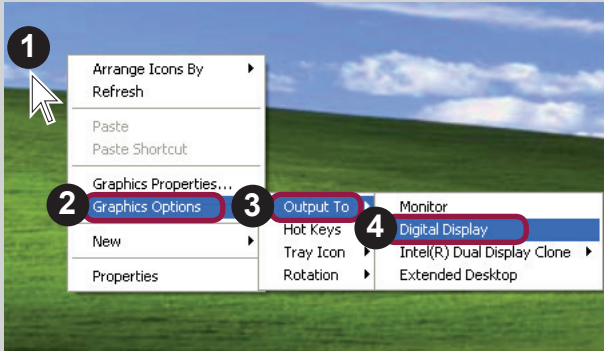 1
Arrange Icons By
Refresh
Paste
Paste Shortcut
Graphics Properties...
2 Graphics Options
New
Properties
3 Output To
Hot Keys
Tray Icon
Rotation
Monitor
4 Digital Display
Intel(R) Dual Display Clone
Extended Desktop